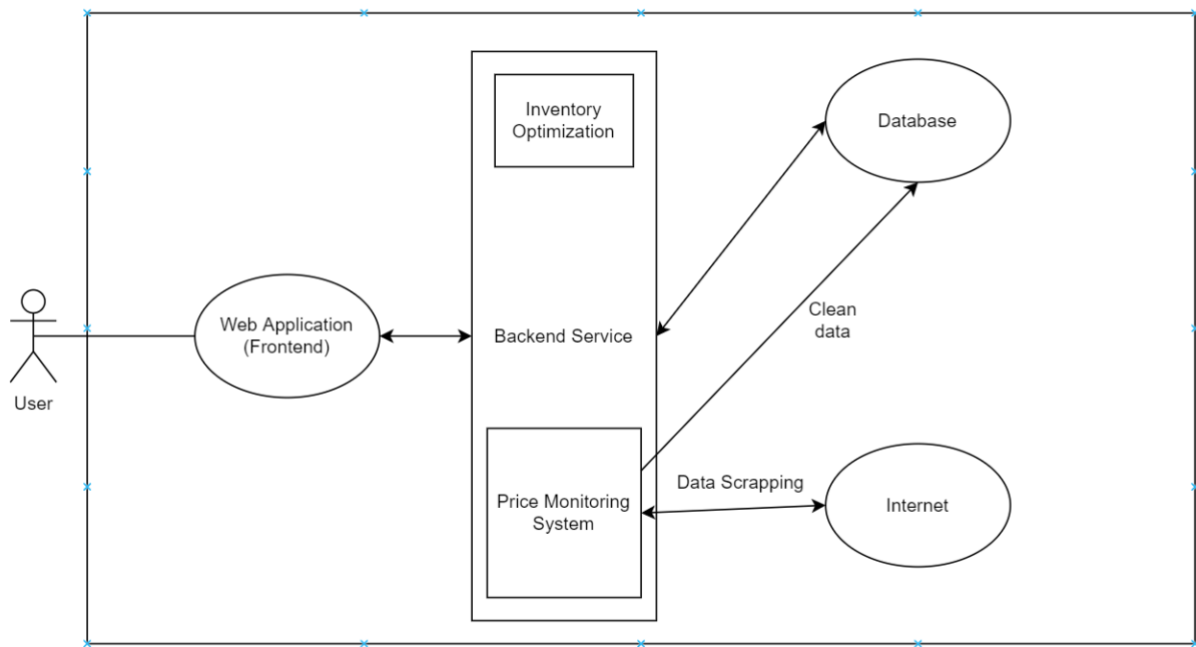 Inventory
Optimization
Database
Web Application
(Frontend)
Backend Service
Clean
data
User
Price Monitoring
System
Data Scrapping
Internet